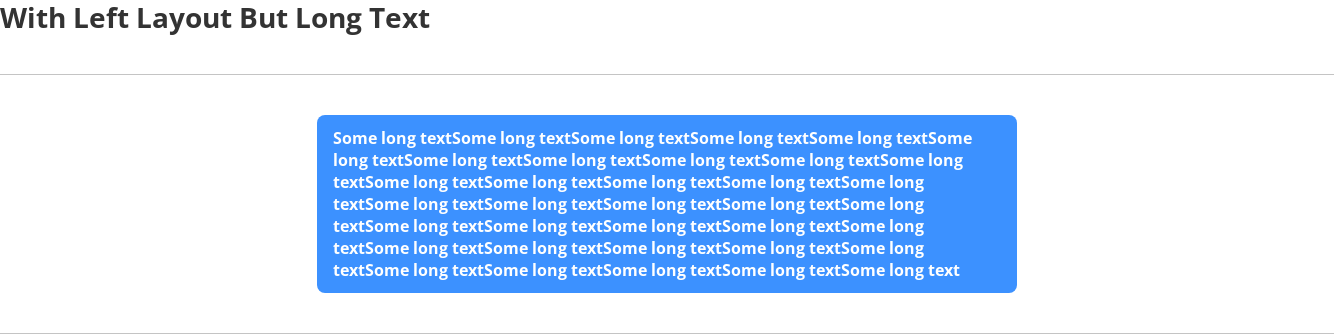 With Left Layout But Long Text
Some long textSome long textSome long textSome long textSome long textSome
long textSome long textSome long textSome long textSome long textSome long
textSome long textSome long textSome long textSome long textSome long
textSome long textSome long textSome long textSome long textSome long
textSome long textSome long textSome long textSome long textSome long
textSome long textSome long textSome long textSome long textSome long
textSome long textSome long textSome long textSome long textSome long text